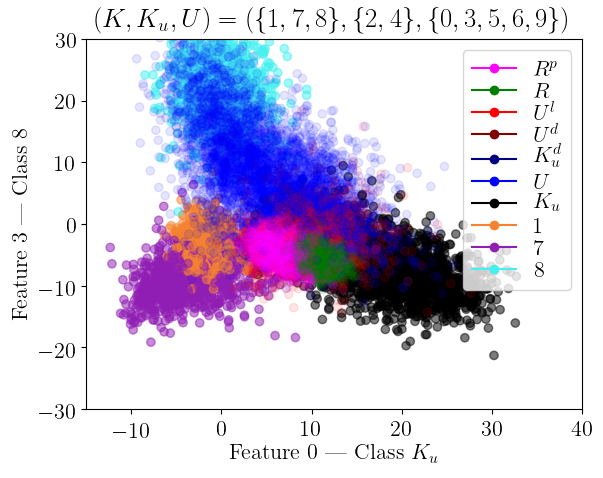 (K, K_u, U) = ({1, 7, 8}, {2, 4}, {0, 3, 5, 6, 9})
30
20
10
0
−10
−20
−30
Feature 3 — Class 8
−10 0 10 20 30 40
Feature 0 — Class K_u
R^p
R
U^l
U^d
K_u^d
U
K_u
1
7
8